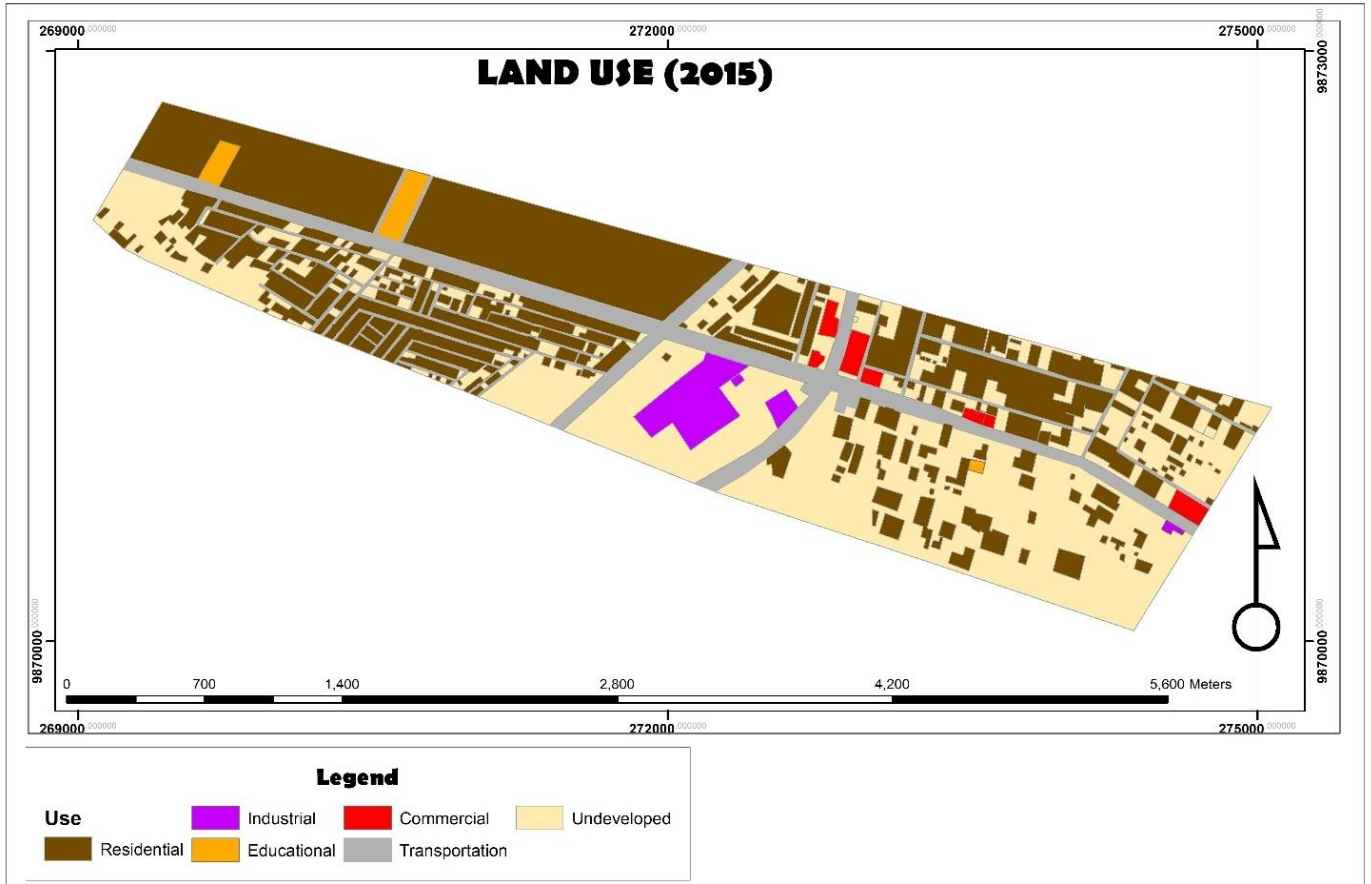 269000.000000 272000.000000 275000.000000
9873000.000000
9873000.000000
LAND USE (2015)
9870000.000000
9870000.000000
0 700 1,400 2,800 4,200 5,600 Meters
269000.000000 272000.000000 275000.000000
Legend
Use Industrial Commercial Undeveloped
Residential Educational Transportation